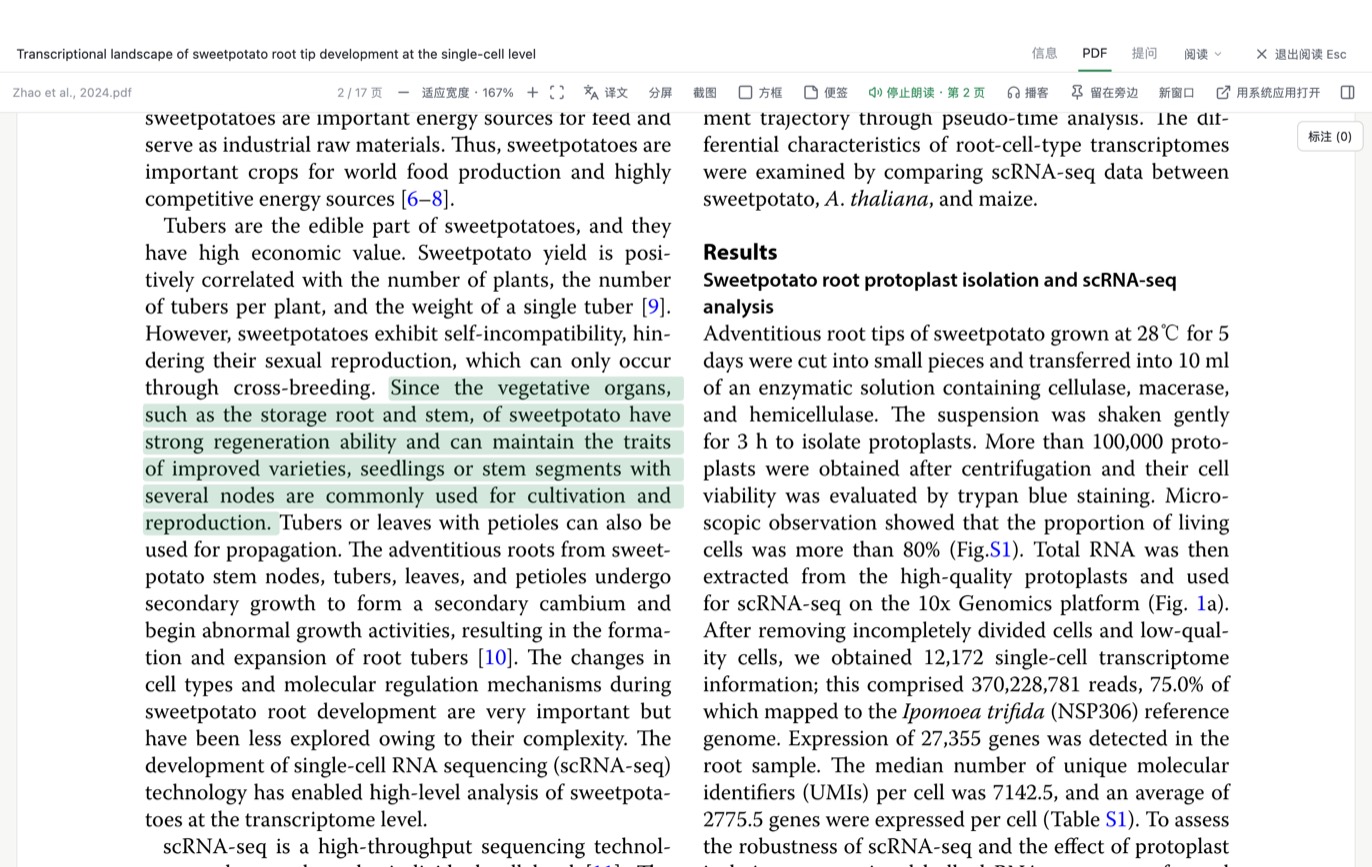 Transcriptional landscape of sweetpotato root tip development at the single-cell level
信息 PDF 提问 阅读 退出阅读 Esc
Zhao et al., 2024.pdf
2 / 17 页 — 适应宽度 · 167% + 译文 分屏 截图 方框 便签 停止朗读 · 第 2 页 播客 留在旁边 新窗口 用系统应用打开
标注 (0)
sweetpotatoes are important energy sources for feed and
serve as industrial raw materials. Thus, sweetpotatoes are
important crops for world food production and highly
competitive energy sources [6–8].
Tubers are the edible part of sweetpotatoes, and they
have high economic value. Sweetpotato yield is posi-
tively correlated with the number of plants, the number
of tubers per plant, and the weight of a single tuber [9].
However, sweetpotatoes exhibit self-incompatibility, hin-
dering their sexual reproduction, which can only occur
through cross-breeding. Since the vegetative organs,
such as the storage root and stem, of sweetpotato have
strong regeneration ability and can maintain the traits
of improved varieties, seedlings or stem segments with
several nodes are commonly used for cultivation and
reproduction. Tubers or leaves with petioles can also be
used for propagation. The adventitious roots from sweet-
potato stem nodes, tubers, leaves, and petioles undergo
secondary growth to form a secondary cambium and
begin abnormal growth activities, resulting in the forma-
tion and expansion of root tubers [10]. The changes in
cell types and molecular regulation mechanisms during
sweetpotato root development are very important but
have been less explored owing to their complexity. The
development of single-cell RNA sequencing (scRNA-seq)
technology has enabled high-level analysis of sweetpota-
toes at the transcriptome level.
scRNA-seq is a high-throughput sequencing technol-
ment trajectory through pseudo-time analysis. The dif-
ferential characteristics of root-cell-type transcriptomes
were examined by comparing scRNA-seq data between
sweetpotato, A. thaliana, and maize.
Results
Sweetpotato root protoplast isolation and scRNA-seq
analysis
Adventitious root tips of sweetpotato grown at 28℃ for 5
days were cut into small pieces and transferred into 10 ml
of an enzymatic solution containing cellulase, macerase,
and hemicellulase. The suspension was shaken gently
for 3 h to isolate protoplasts. More than 100,000 proto-
plasts were obtained after centrifugation and their cell
viability was evaluated by trypan blue staining. Micro-
scopic observation showed that the proportion of living
cells was more than 80% (Fig.S1). Total RNA was then
extracted from the high-quality protoplasts and used
for scRNA-seq on the 10x Genomics platform (Fig. 1a).
After removing incompletely divided cells and low-qual-
ity cells, we obtained 12,172 single-cell transcriptome
information; this comprised 370,228,781 reads, 75.0% of
which mapped to the Ipomoea trifida (NSP306) reference
genome. Expression of 27,355 genes was detected in the
root sample. The median number of unique molecular
identifiers (UMIs) per cell was 7142.5, and an average of
2775.5 genes were expressed per cell (Table S1). To assess
the robustness of scRNA-seq and the effect of protoplast